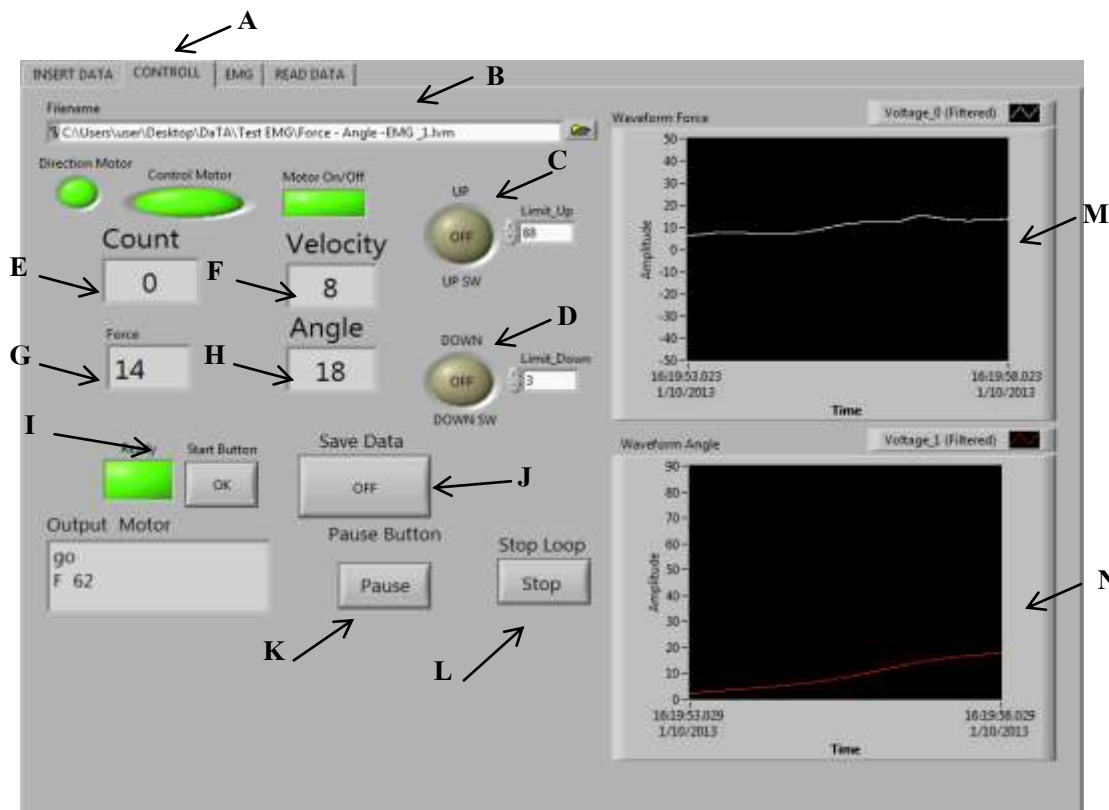 A
INSERT DATA CONTROLL EMG READ DATA
B
Filename
C:\Users\user\Desktop\DaTA\Test EMG\Force - Angle -EMG _1.lvm
Direction Motor
Control Motor
Motor On/Off
C
UP
OFF
UP SW
Limit_Up
88
Count
0
E
Velocity
8
F
Force
14
G
Angle
18
H
D
DOWN
OFF
DOWN SW
Limit_Down
3
I
Start Button
OK
Save Data
OFF
J
Output Motor
go
F 62
Pause Button
Pause
K
Stop Loop
Stop
L
Waveform Force
Voltage_0 (Filtered)
50
40
30
20
10
0
-10
-20
-30
-40
-50
Amplitude
16:19:53.023
1/10/2013
16:19:58.023
1/10/2013
Time
M
Waveform Angle
Voltage_1 (Filtered)
90
80
70
60
50
40
30
20
10
0
Amplitude
16:19:53.029
1/10/2013
16:19:58.029
1/10/2013
Time
N